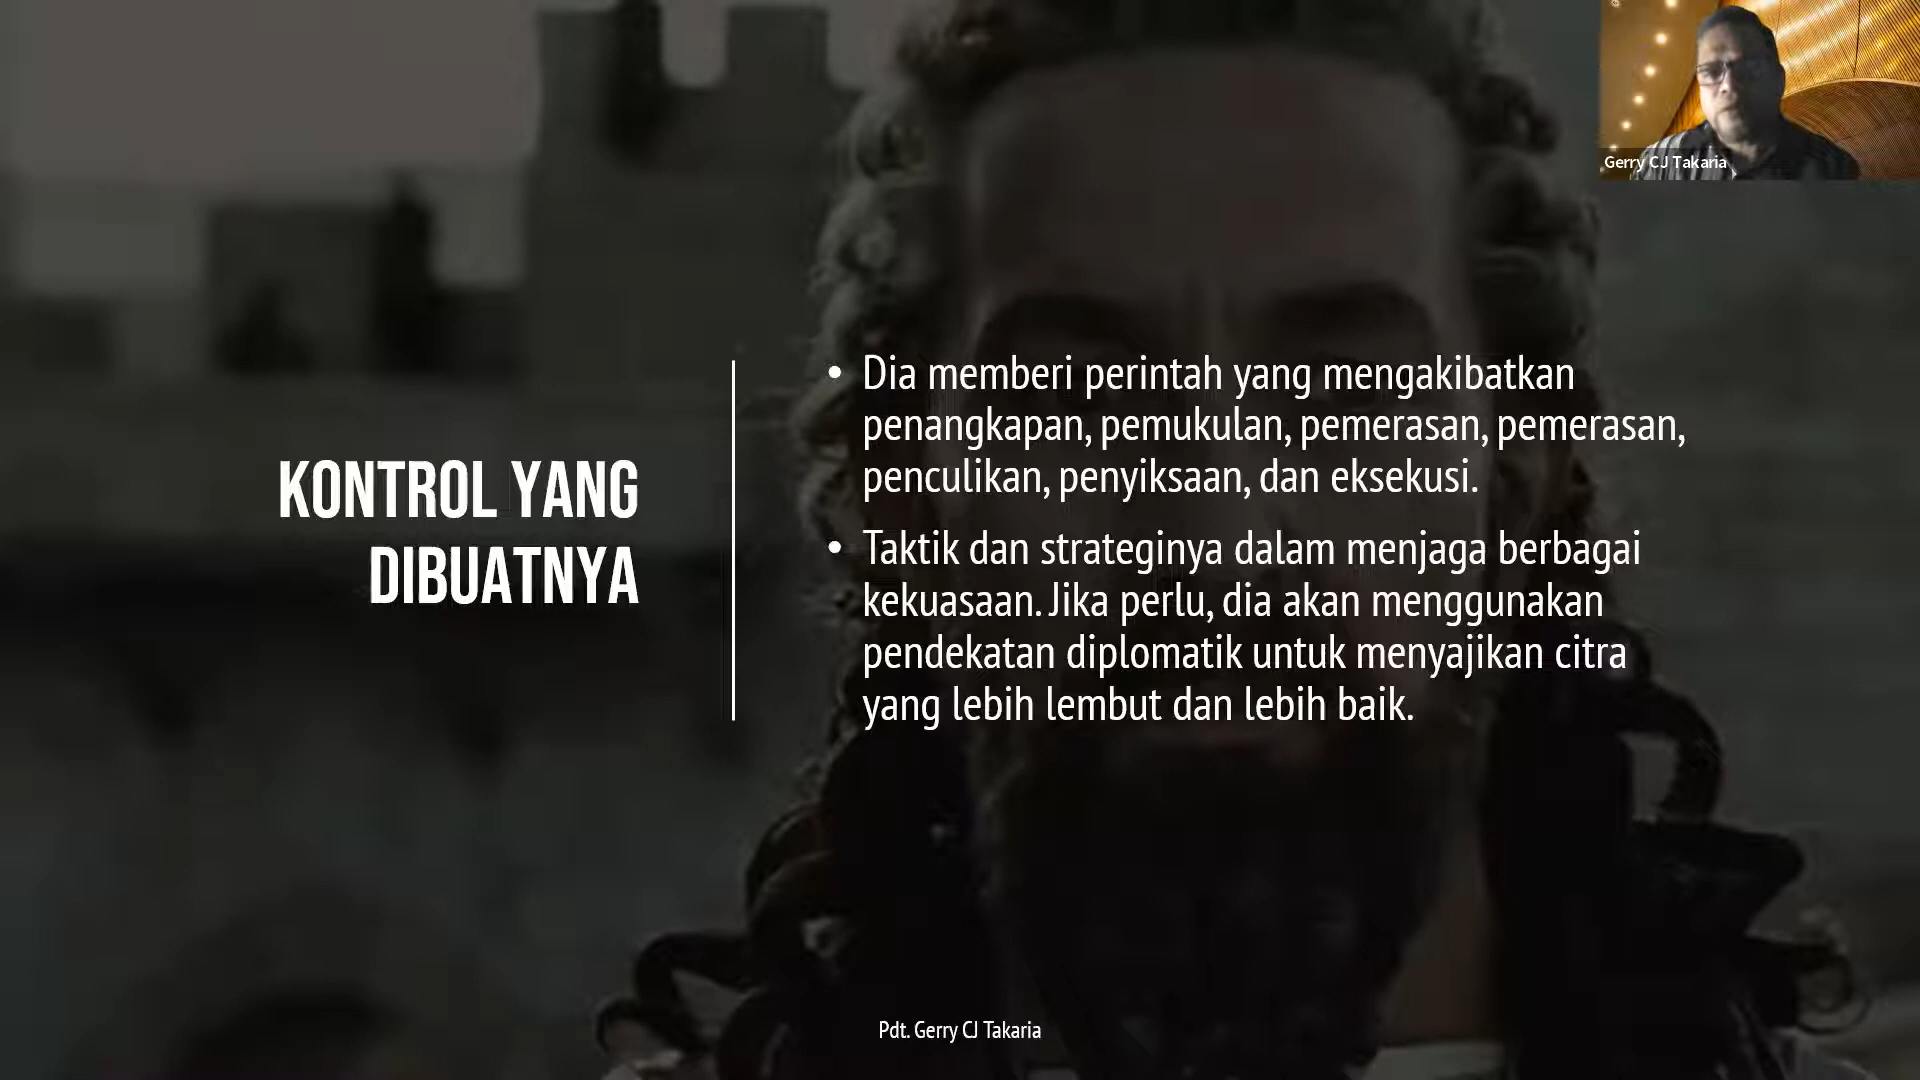 Gerry CJ Takaria
KONTROL YANG
DIBUATNYA
• Dia memberi perintah yang mengakibatkan
penangkapan, pemukulan, pemerasan, pemerasan,
penculikan, penyiksaan, dan eksekusi.
• Taktik dan strateginya dalam menjaga berbagai
kekuasaan. Jika perlu, dia akan menggunakan
pendekatan diplomatik untuk menyajikan citra
yang lebih lembut dan lebih baik.
Pdt. Gerry CJ Takaria